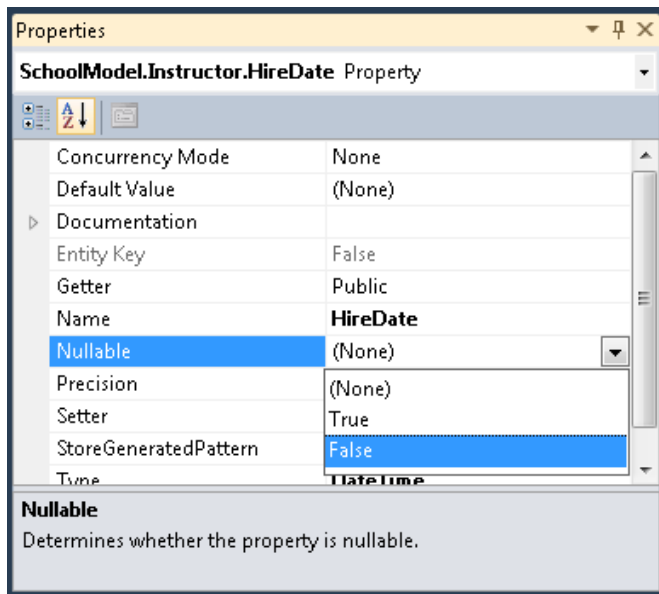 Properties
SchoolModel.Instructor.HireDate Property
Concurrency Mode None
Default Value (None)
Documentation
Entity Key False
Getter Public
Name HireDate
Nullable (None)
Precision (None)
Setter True
StoreGeneratedPattern False
Type DateTime
Nullable
Determines whether the property is nullable.